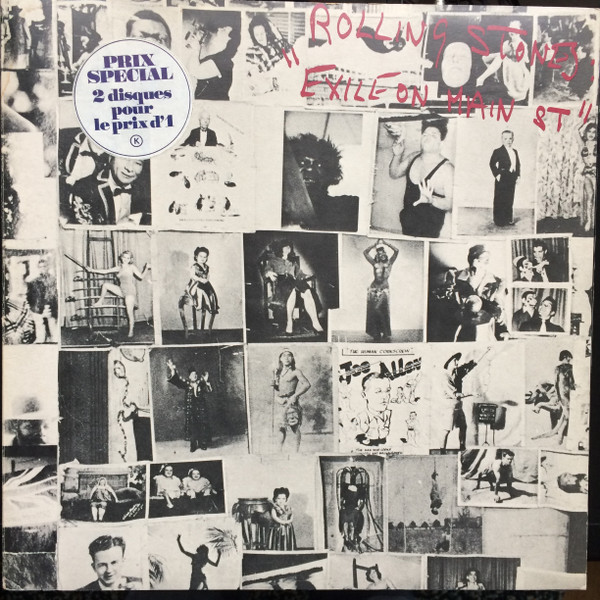 ROLLING STONES
"EXILE ON MAIN ST"
PRIX
SPECIAL
2 disques
pour
le prix d'1
K
"THE HUMAN CORKSCREW"
Joe Allen